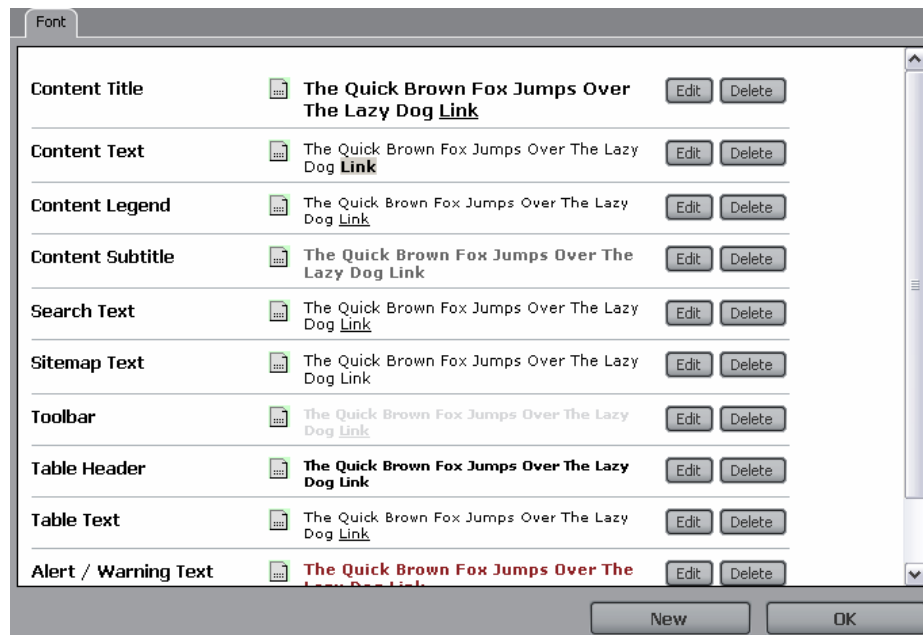 Font
Content Title
The Quick Brown Fox Jumps Over
The Lazy Dog Link
Edit Delete
Content Text
The Quick Brown Fox Jumps Over The Lazy
Dog Link
Edit Delete
Content Legend
The Quick Brown Fox Jumps Over The Lazy
Dog Link
Edit Delete
Content Subtitle
The Quick Brown Fox Jumps Over The
Lazy Dog Link
Edit Delete
Search Text
The Quick Brown Fox Jumps Over The Lazy
Dog Link
Edit Delete
Sitemap Text
The Quick Brown Fox Jumps Over The Lazy
Dog Link
Edit Delete
Toolbar
The Quick Brown Fox Jumps Over The Lazy
Dog Link
Edit Delete
Table Header
The Quick Brown Fox Jumps Over The Lazy
Dog Link
Edit Delete
Table Text
The Quick Brown Fox Jumps Over The Lazy
Dog Link
Edit Delete
Alert / Warning Text
The Quick Brown Fox Jumps Over The
Lazy Dog Link
Edit Delete
New OK